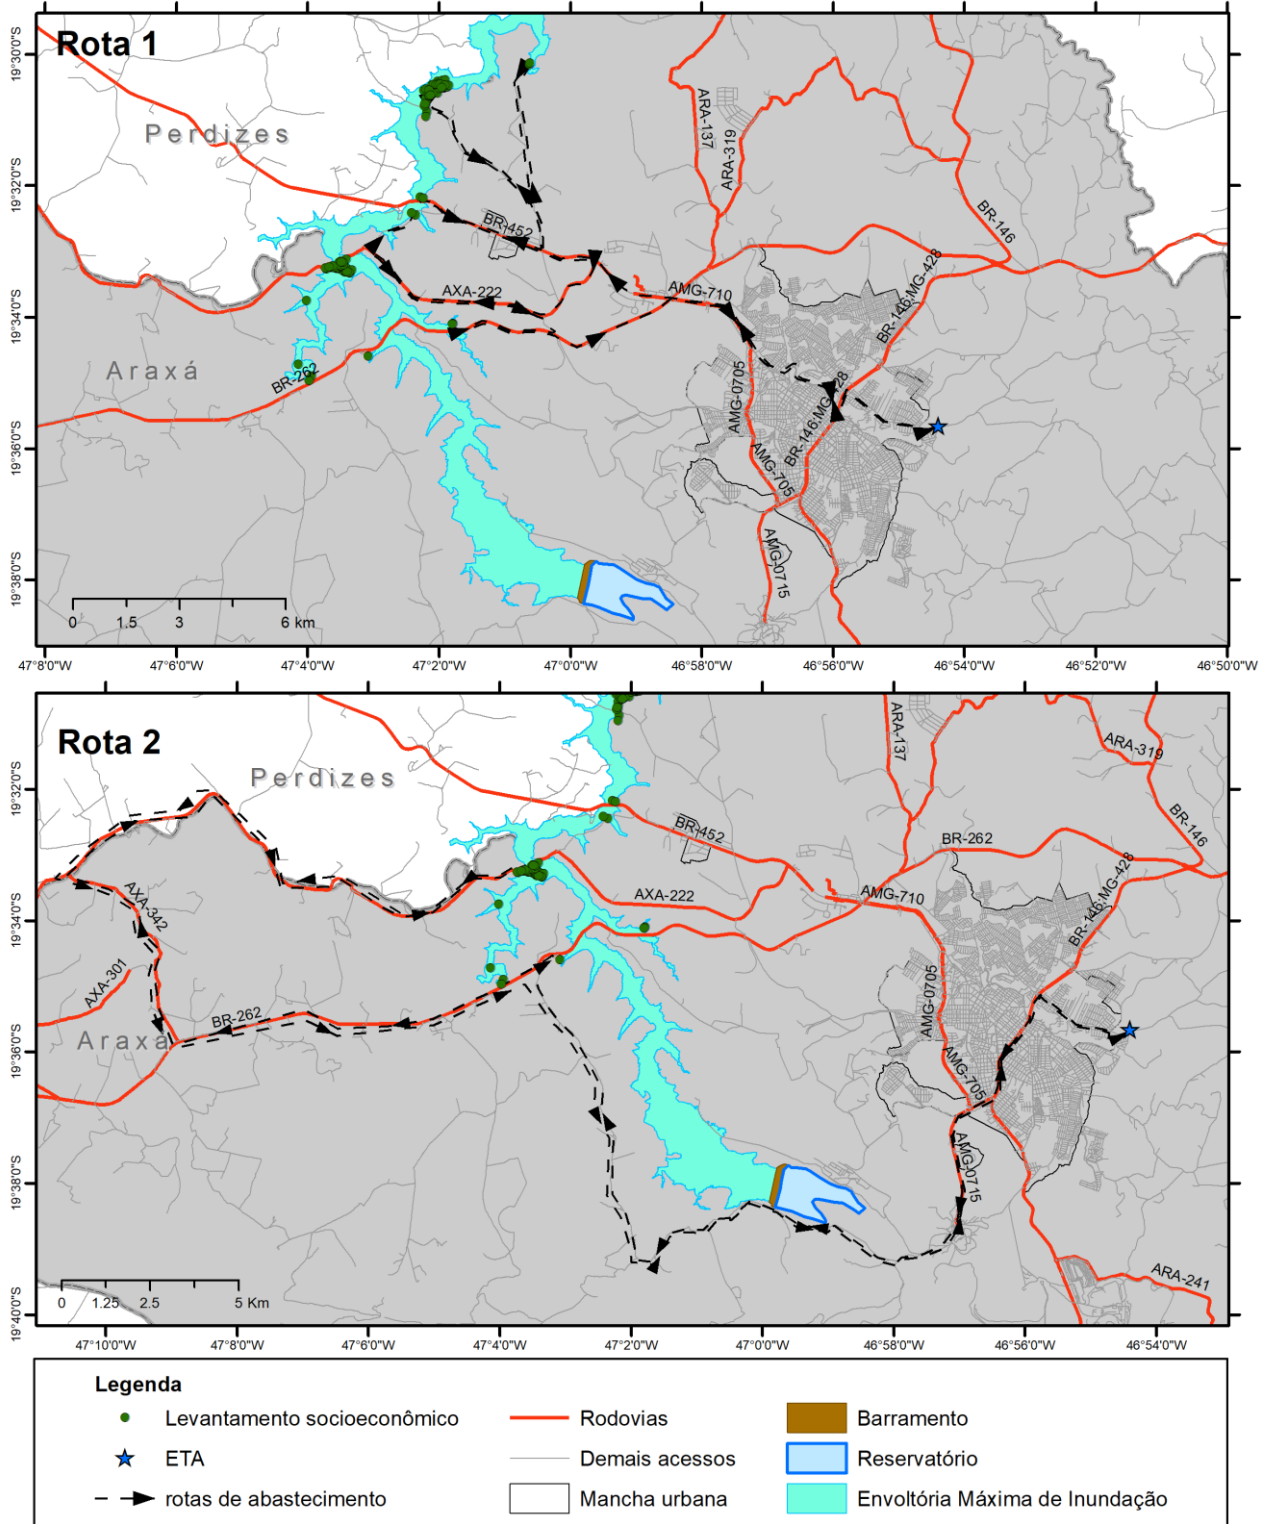 Rota 1
Perdizes
Araxá
ARA-137
ARA-319
BR-146
BR-452
AXA-222
AMG-710
BR-146;MG-428
BR-262
AMG-0705
BR-146;MG-428
AMG-705
AMG-0715
0 1.5 3 6 km
19°30'0"S
19°32'0"S
19°34'0"S
19°36'0"S
19°38'0"S
47°8'0"W 47°6'0"W 47°4'0"W 47°2'0"W 47°0'0"W 46°58'0"W 46°56'0"W 46°54'0"W 46°52'0"W 46°50'0"W
Rota 2
Perdizes
Araxá
ARA-137
ARA-319
BR-146
BR-452
BR-262
AXA-222
AMG-710
BR-146;MG-428
AXA-342
AXA-301
BR-262
AMG-0705
AMG-705
AMG-0715
ARA-241
0 1.25 2.5 5 Km
19°32'0"S
19°34'0"S
19°36'0"S
19°38'0"S
19°40'0"S
47°10'0"W 47°8'0"W 47°6'0"W 47°4'0"W 47°2'0"W 47°0'0"W 46°58'0"W 46°56'0"W 46°54'0"W
Legenda
Levantamento socioeconômico
Rodovias
Barramento
ETA
Demais acessos
Reservatório
rotas de abastecimento
Mancha urbana
Envoltória Máxima de Inundação